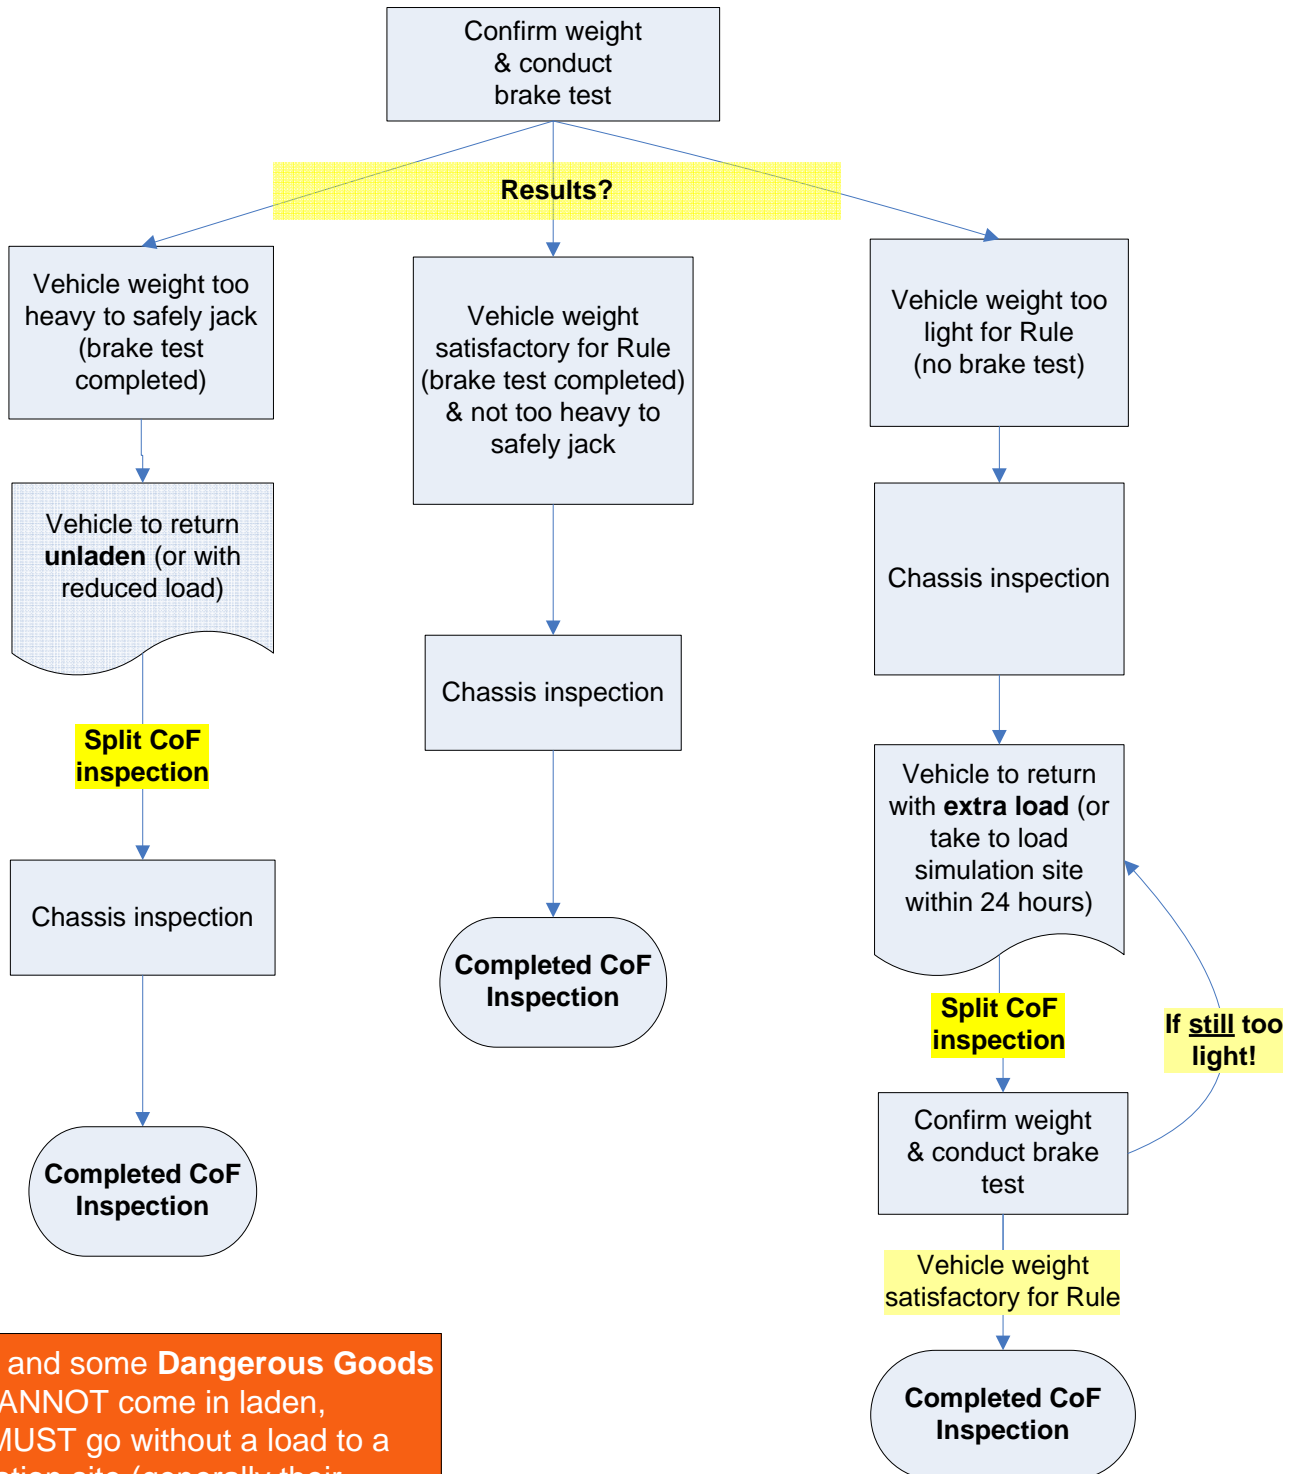 Confirm weight
& conduct
brake test
Results?
Vehicle weight too
heavy to safely jack
(brake test
completed)
Vehicle to return
unladen (or with
reduced load)
Split CoF
inspection
Chassis inspection
Completed CoF
Inspection
Vehicle weight
satisfactory for Rule
(brake test completed)
& not too heavy to
safely jack
Chassis inspection
Completed CoF
Inspection
Vehicle weight too
light for Rule
(no brake test)
Chassis inspection
Vehicle to return
with extra load (or
take to load
simulation site
within 24 hours)
Split CoF
inspection
If still too
light!
Confirm weight
& conduct brake
test
Vehicle weight
satisfactory for Rule
Completed CoF
Inspection
and some Dangerous Goods
ANNOT come in laden,
MUST go without a load to a